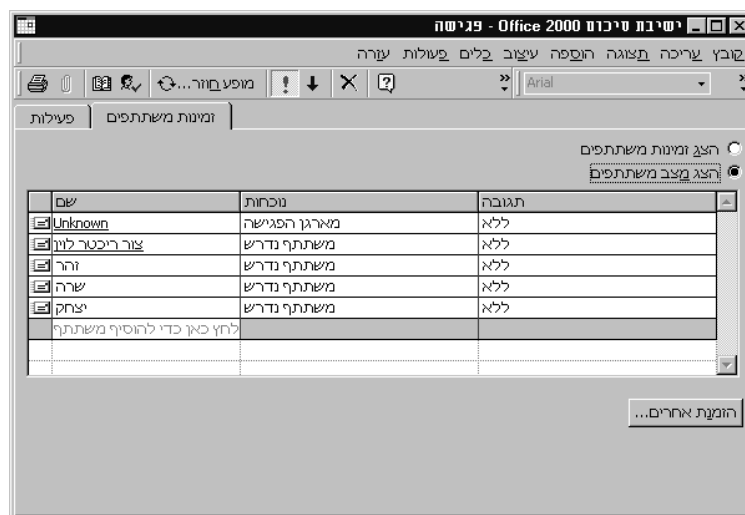 ישיבת סיכום Office 2000 - פגישה
קובץ עריכה תצוגה הוספה עיצוב כלים פעולות עזרה
מופע חוזר... Arial
פעילות זמינות משתתפים
הצג זמינות משתתפים
הצג מצב משתתפים
שם נוכחות תגובה
Unknown מארגן הפגישה ללא
צור ריכטר לוין משתתף נדרש ללא
זהר משתתף נדרש ללא
שרה משתתף נדרש ללא
יצחק משתתף נדרש ללא
לחץ כאן כדי להוסיף משתתף
הזמנת אחרים...